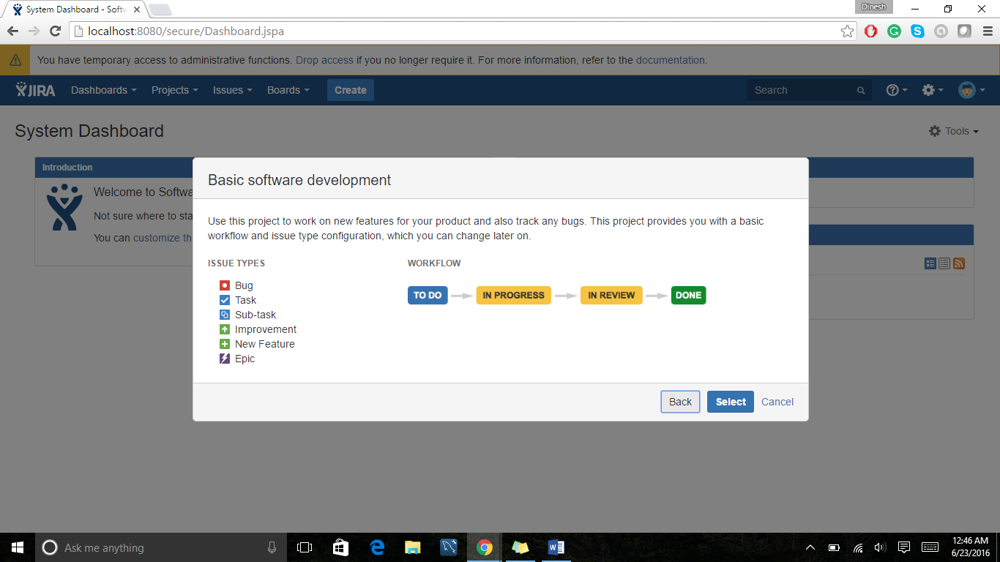 System Dashboard - Softw
Dinesh
localhost:8080/secure/Dashboard.jspa
You have temporary access to administrative functions. Drop access if you no longer require it. For more information, refer to the documentation.
JIRA Dashboards Projects Issues Boards Create Search
System Dashboard
Tools
Introduction
Welcome to Softwa
Not sure where to sta
You can customize th
Basic software development
Use this project to work on new features for your product and also track any bugs. This project provides you with a basic
workflow and issue type configuration, which you can change later on.
ISSUE TYPES
Bug
Task
Sub-task
Improvement
New Feature
Epic
WORKFLOW
TO DO IN PROGRESS IN REVIEW DONE
Back Select Cancel
Ask me anything
12:46 AM
6/23/2016